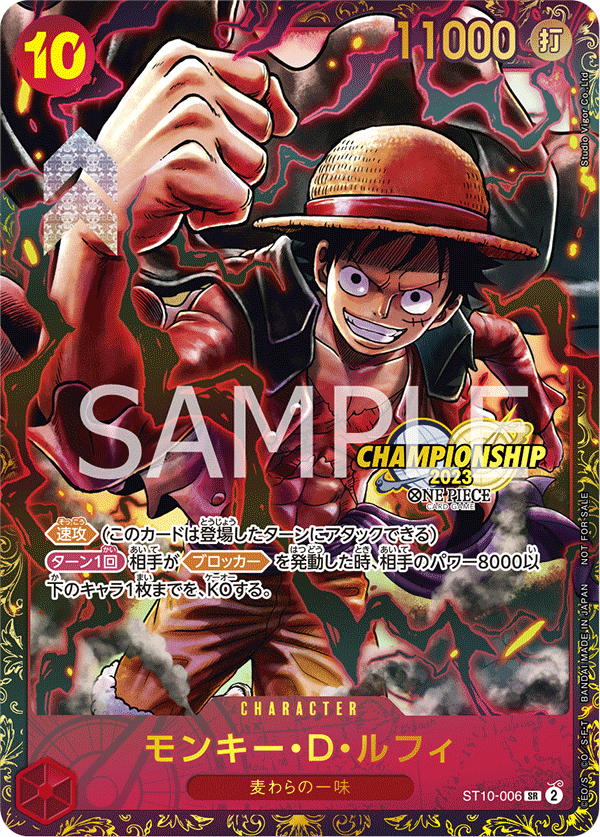 10
11000
打
Studio Vigor Co.,Ltd.
SAMPLE
CHAMPIONSHIP
2023
ONE PIECE
CARD GAME
速攻 (このカードは登場したターンにアタックできる)
ターン1回 相手が ブロッカー を発動した時、相手のパワー8000以
下のキャラ1枚までを、KOする。
CHARACTER
モンキー・D・ルフィ
麦わらの一味
ST10-006 SR 2
©E.O/S. ©O/S.F.T BANDAI MADE IN JAPAN NOT FOR SALE